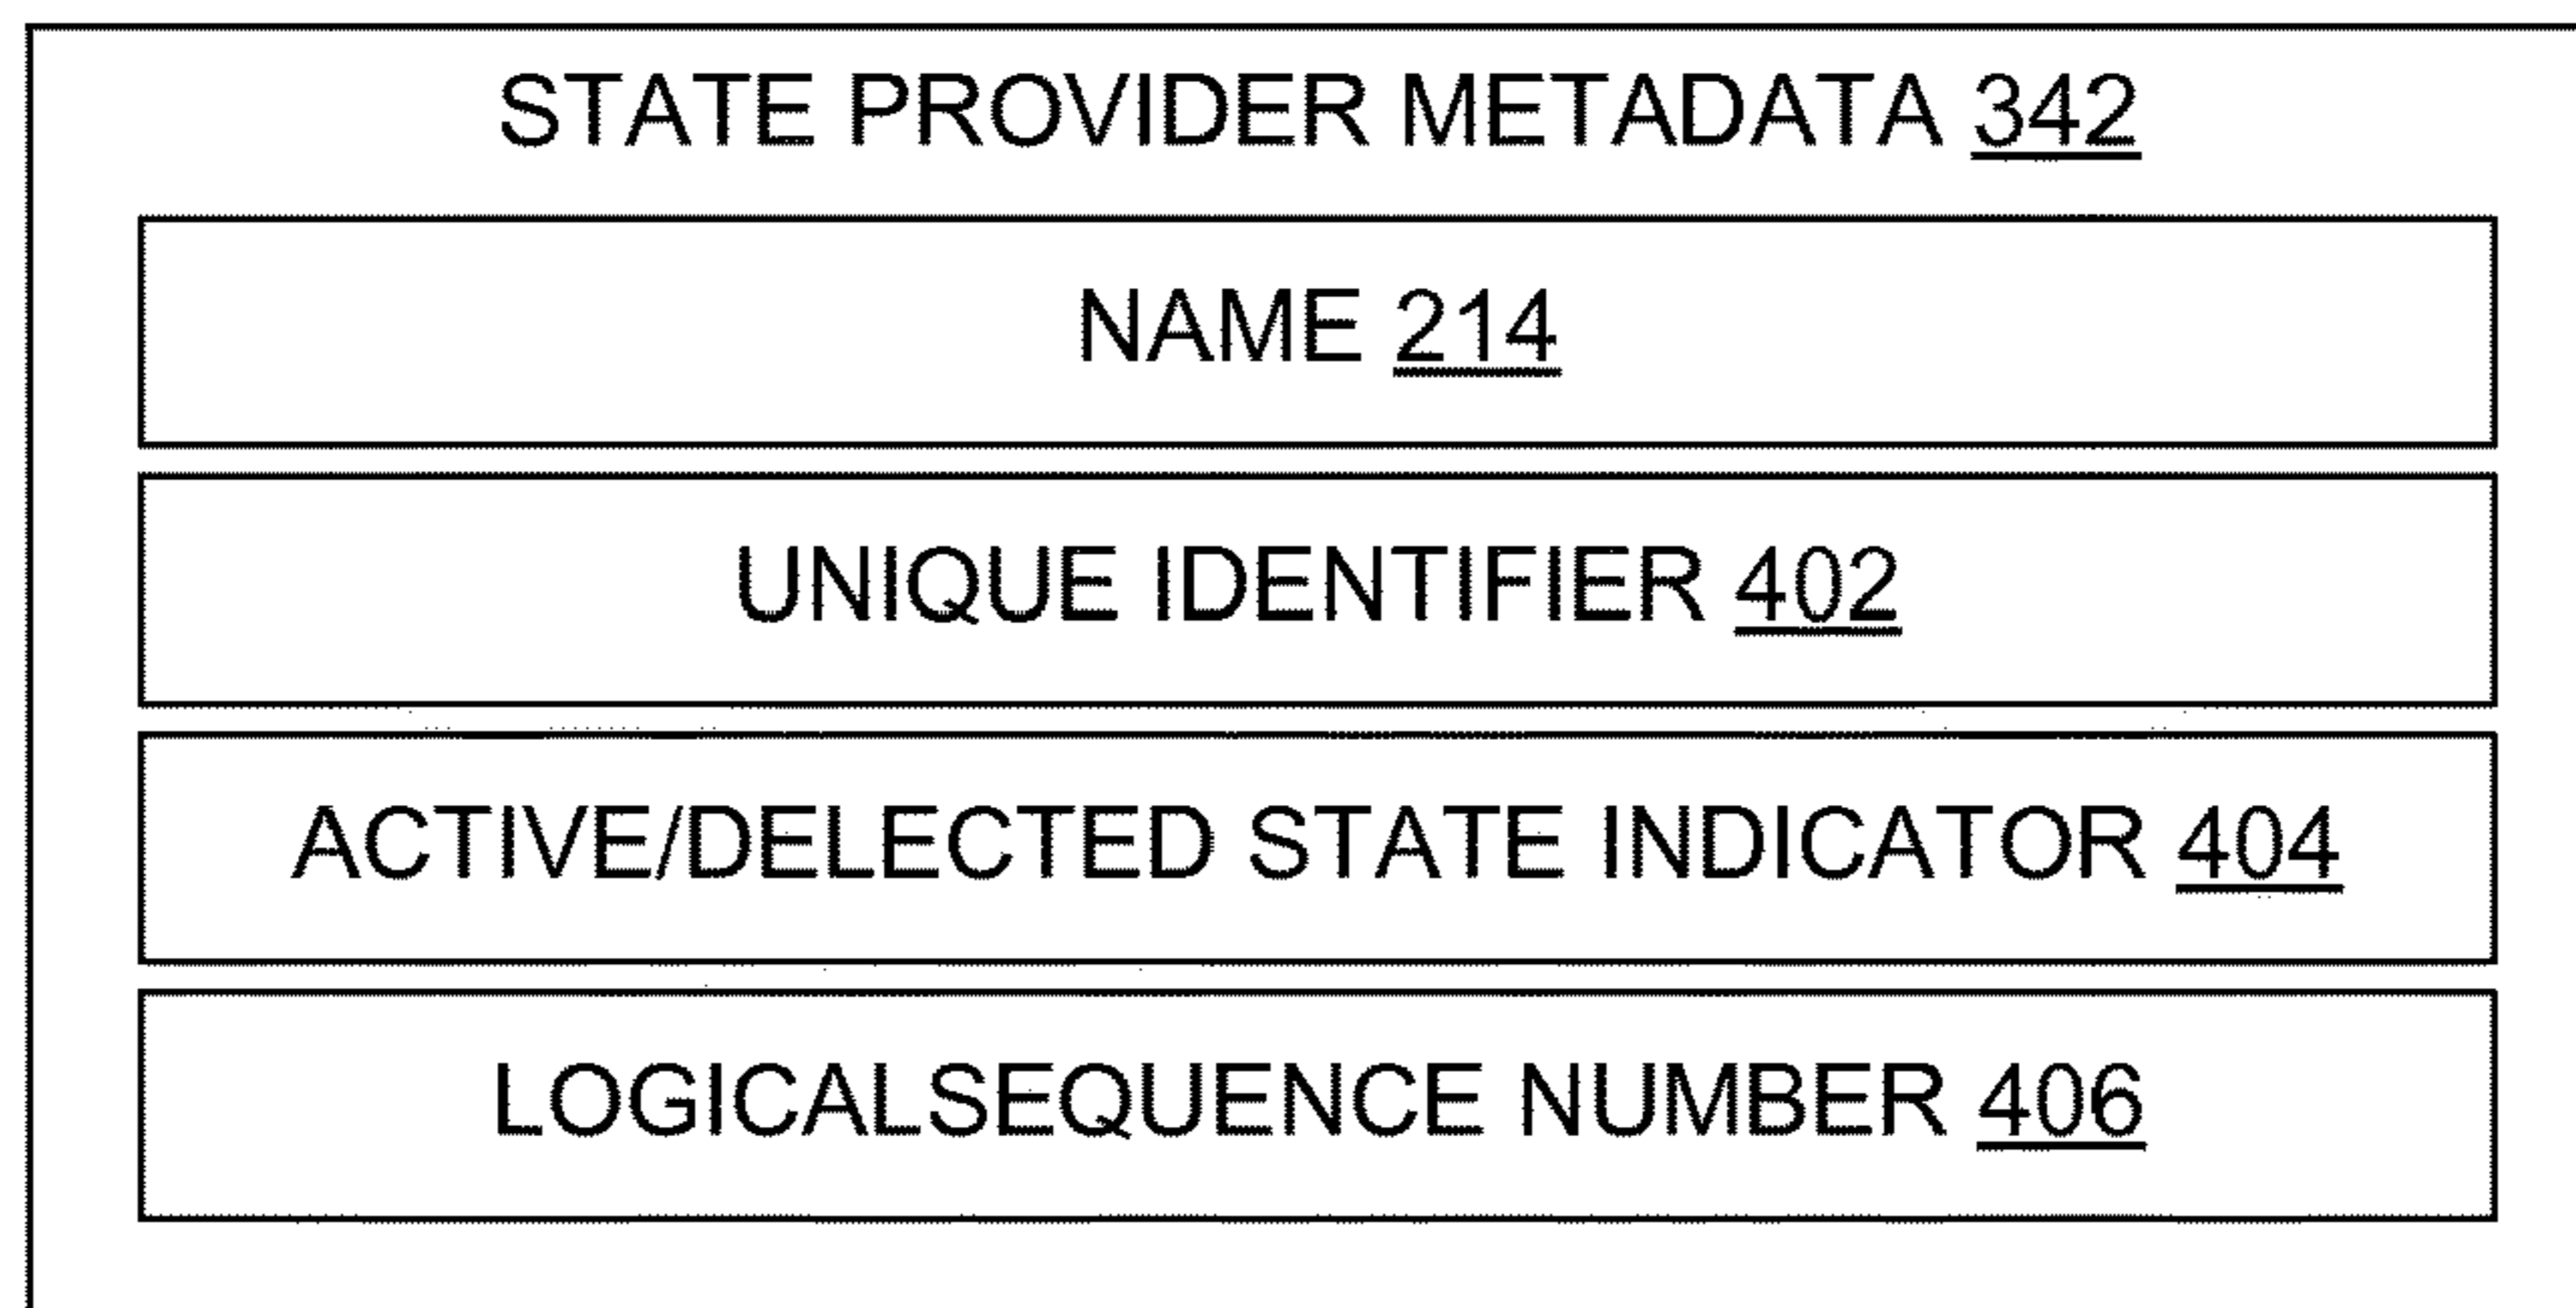 STATE PROVIDER METADATA 342
NAME 214
UNIQUE IDENTIFIER 402
ACTIVE/DELECTED STATE INDICATOR 404
LOGICALSEQUENCE NUMBER 406